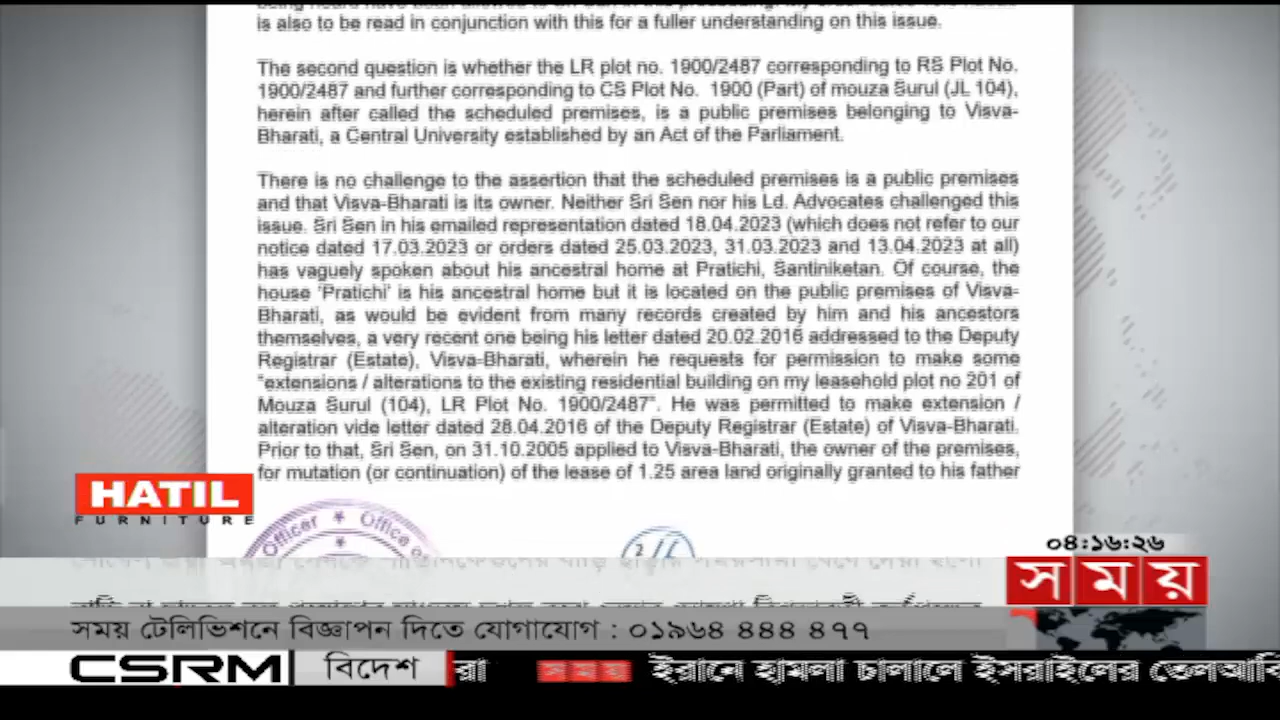 is also to be read in conjunction with this for a fuller understanding on this issue.
The second question is whether the LR plot no. 1900/2487 corresponding to RS Plot No.
1900/2487 and further corresponding to CS Plot No. 1900 (Part) of mouza Surul (JL 104),
herein after called the scheduled premises, is a public premises belonging to Visva-
Bharati, a Central University established by an Act of the Parliament.
There is no challenge to the assertion that the scheduled premises is a public premises
and that Visva-Bharati is its owner. Neither Sri Sen nor his Ld. Advocates challenged this
issue. Sri Sen in his emailed representation dated 18.04.2023 (which does not refer to our
notice dated 17.03.2023 or orders dated 25.03.2023, 31.03.2023 and 13.04.2023 at all)
has vaguely spoken about his ancestral home at Pratichi, Santiniketan. Of course, the
house 'Pratichi' is his ancestral home but it is located on the public premises of Visva-
Bharati, as would be evident from many records created by him and his ancestors
themselves, a very recent one being his letter dated 20.02.2016 addressed to the Deputy
Registrar (Estate), Visva-Bharati, wherein he requests for permission to make some
"extensions / alterations to the existing residential building on my leasehold plot no 201 of
Mouza Surul (104), LR Plot No. 1900/2487". He was permitted to make extension /
alteration vide letter dated 28.04.2016 of the Deputy Registrar (Estate) of Visva-Bharati.
Prior to that, Sri Sen, on 31.10.2005 applied to Visva-Bharati, the owner of the premises,
for mutation (or continuation) of the lease of 1.25 area land originally granted to his father
HATIL
FURNITURE
Officer ★ Office o
০৪:১৬:২৬
সময়
সময় টেলিভিশনে বিজ্ঞাপন দিতে যোগাযোগ : ০১৯৬৪ ৪৪৪ ৪৭৭
CSRM বিদেশ রা সময় ইরানে হামলা চালালে ইসরাইলের